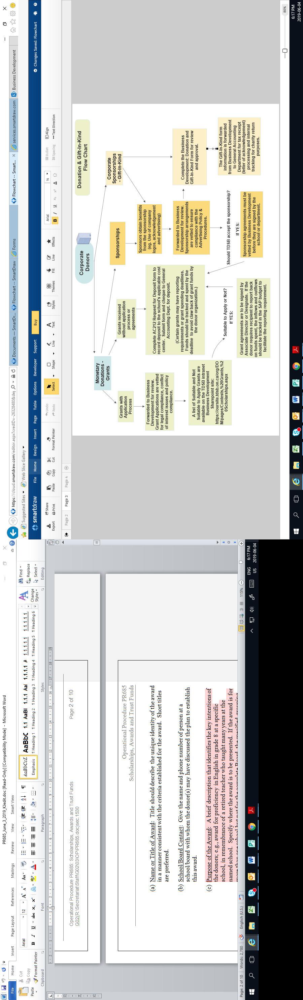 PR685_June_3_2019_KJedit.doc [Read-Only] [Compatibility Mode] - Microsoft Word
File
Home
Insert
Page Layout
References
Mailings
Review
View
Smart View
Cut
Copy
Format Painter
Paste
Clipboard
Arial
12
Font
Paragraph
AaBbCcL
AaBbC
1.1 AaBl
1.1.1 Aal
1.1.1.1 A
1.1.1.1.1
1.1.1.1.1.
Emphasis
¶ Heading 1
¶ Heading 2
¶ Heading 3
¶ Heading 4
¶ Heading 5
¶ Heading 6
Change
Styles
Styles
Find
Replace
Select
Editing
Operational Procedure PR685: Scholarships, Awards and Trust Funds
G02(R:\Secretariat\Staff\G02\03\OP\PR685.doc)sec.1530
Page 2 of 10
Operational Procedure PR685
Scholarships, Awards and Trust Funds
(a) Name or Title of Award: Title should describe the unique identity of the award
in a manner consistent with the criteria established for the award. Short titles
are preferred.
(b) School/Board Contact: Give the name and phone number of person at a
school/board with whom the donor(s) may have discussed the plan to establish
this award.
(c) Purpose of the Award: A brief description that identifies the key intentions of
the donors; e.g., award for proficiency in English in grade 8 at a specific
school, in remembrance of a retired teacher who taught many years at the
named school. Specify where the award is to be presented. If the award is for
more than one school but not for the complete Board, the specified, grouping
Page: 2 of 10
Words: 2,780
English (U.S.)
115%
ENG
US
6:17 PM
2019-06-04
https://cloud.smartdraw.com/editor.aspx?credID=-26328480&de
Documents — SmartDr...
Flowchart -- SmartDraw
Forms
Flowchart -- Smart...
services.smartdraw.com
Business Development
Suggested Sites
Web Slice Gallery
smartdraw
File
Home
Design
Insert
Page
Table
Options
Developer
Support
Buy
Changes Saved: Flowchart
Export
Share
Print
Paste
Copy
Cut
Format Painter
Undo
Redo
Select
Shape
Line
Text
Styles
Themes
Fill
Line
Effects
Arial
14
Bullet
Align
Spacing
Text Direction
Page 2
Page 3
Page 4
Donation & Gift-In-Kind
Flow Chart
Corporate
Donors
Monetary
Donations -
Grants
Sponsorships
Corporate
Sponsorships
- Gift-In-Kind
Grants with
Application
Process
Grants received
without application
process or
agreements
Sponsors obtain benefits
from the sponsorship
(eg. Use of company
logos, acknowledgement
and advertising)
Forwarded to Business
Development for review.
Grant Applications are vetted
for legal compliance, conflict
of interest issues and policy
compliance.
Complete AC212 Request for Deposit form to
record deposit to the school's applicable cost
center. Submit form and cheque to General
Accounting Dept. for deposit.
(Certain grants may have reporting
requirements or grant spending deadlines.
Funds should be tracked and spent by the
deadline to avoid claw back of grant funds by
the donor organization.)
Forwarded to Business
Development for review.
Sponsorship arrangements
are vetted to ensure
compliance with the
Advertising Policy &
Procedures.
Complete the Business
Development: Donation and
Gift-In-Kind Form for review
and approval.
A list of Suitable and Not
Suitable to Apply Grants are
available on the TDSB intranet
Business Development
Sharepoint site:
https://oursite.tdsb.on.ca/org/DO
M/pages/Contests,%20Grants,%2
0Scholarships.aspx
Suitable to Apply or Not?
If YES:
Should TDSB accept the sponsorship?
If YES:
The Gift-In-Kind form
information is forwarded
from Business Development
to General Accounting
Department for tax receipt
(letter of acknowledgement)
processing and internal
tracking for charity return
purposes.
Grant agreements are to be signed by
Associate Director or Designate. If the
donor requires recipient to report back
on funds spent, the inflows and outflows
should be tracked in the SAP budget to
facilitate the reporting requirement.
Sponsorship agreements must be
vetted by Business Development
before they are signed by the
school or department.
80%
6:17 PM
2019-06-04